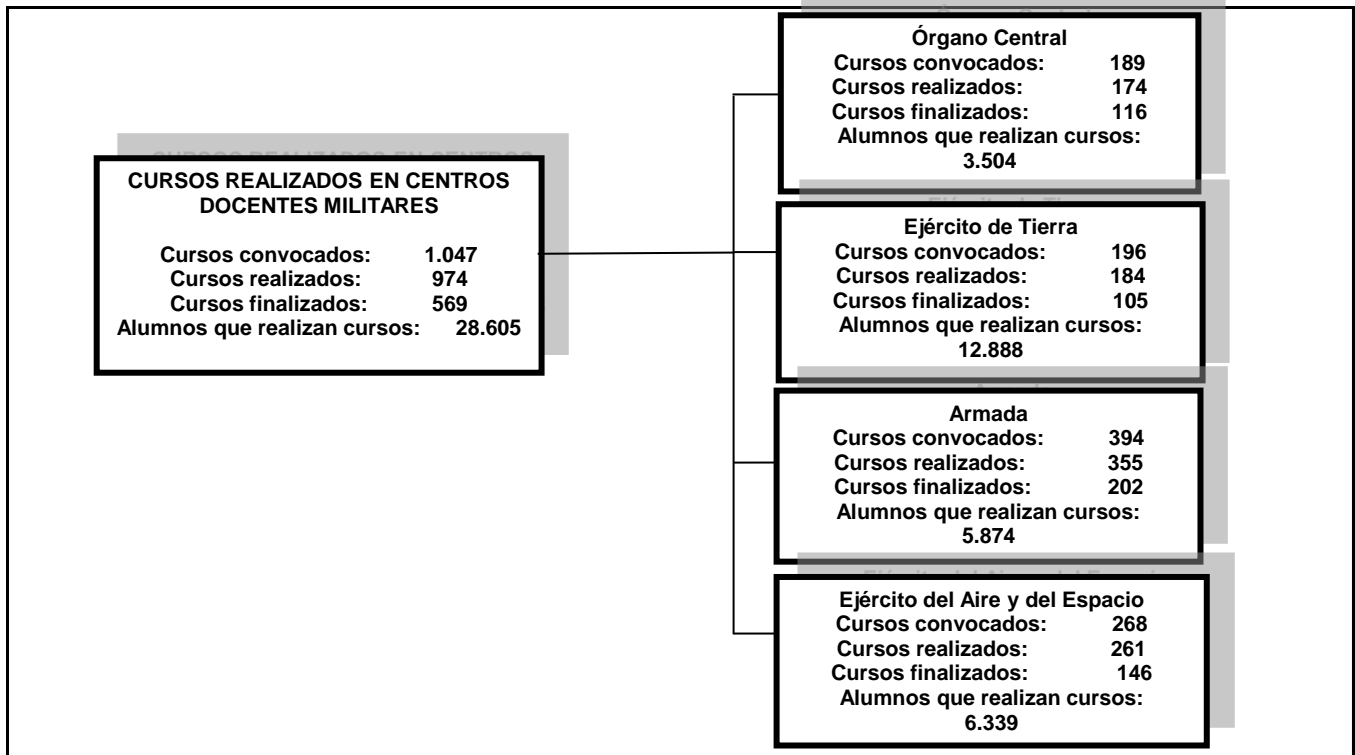 CURSOS REALIZADOS EN CENTROS
DOCENTES MILITARES
Cursos convocados: 1.047
Cursos realizados: 974
Cursos finalizados: 569
Alumnos que realizan cursos: 28.605
Órgano Central
Cursos convocados: 189
Cursos realizados: 174
Cursos finalizados: 116
Alumnos que realizan cursos:
3.504
Ejército de Tierra
Cursos convocados: 196
Cursos realizados: 184
Cursos finalizados: 105
Alumnos que realizan cursos:
12.888
Armada
Cursos convocados: 394
Cursos realizados: 355
Cursos finalizados: 202
Alumnos que realizan cursos:
5.874
Ejército del Aire y del Espacio
Cursos convocados: 268
Cursos realizados: 261
Cursos finalizados: 146
Alumnos que realizan cursos:
6.339